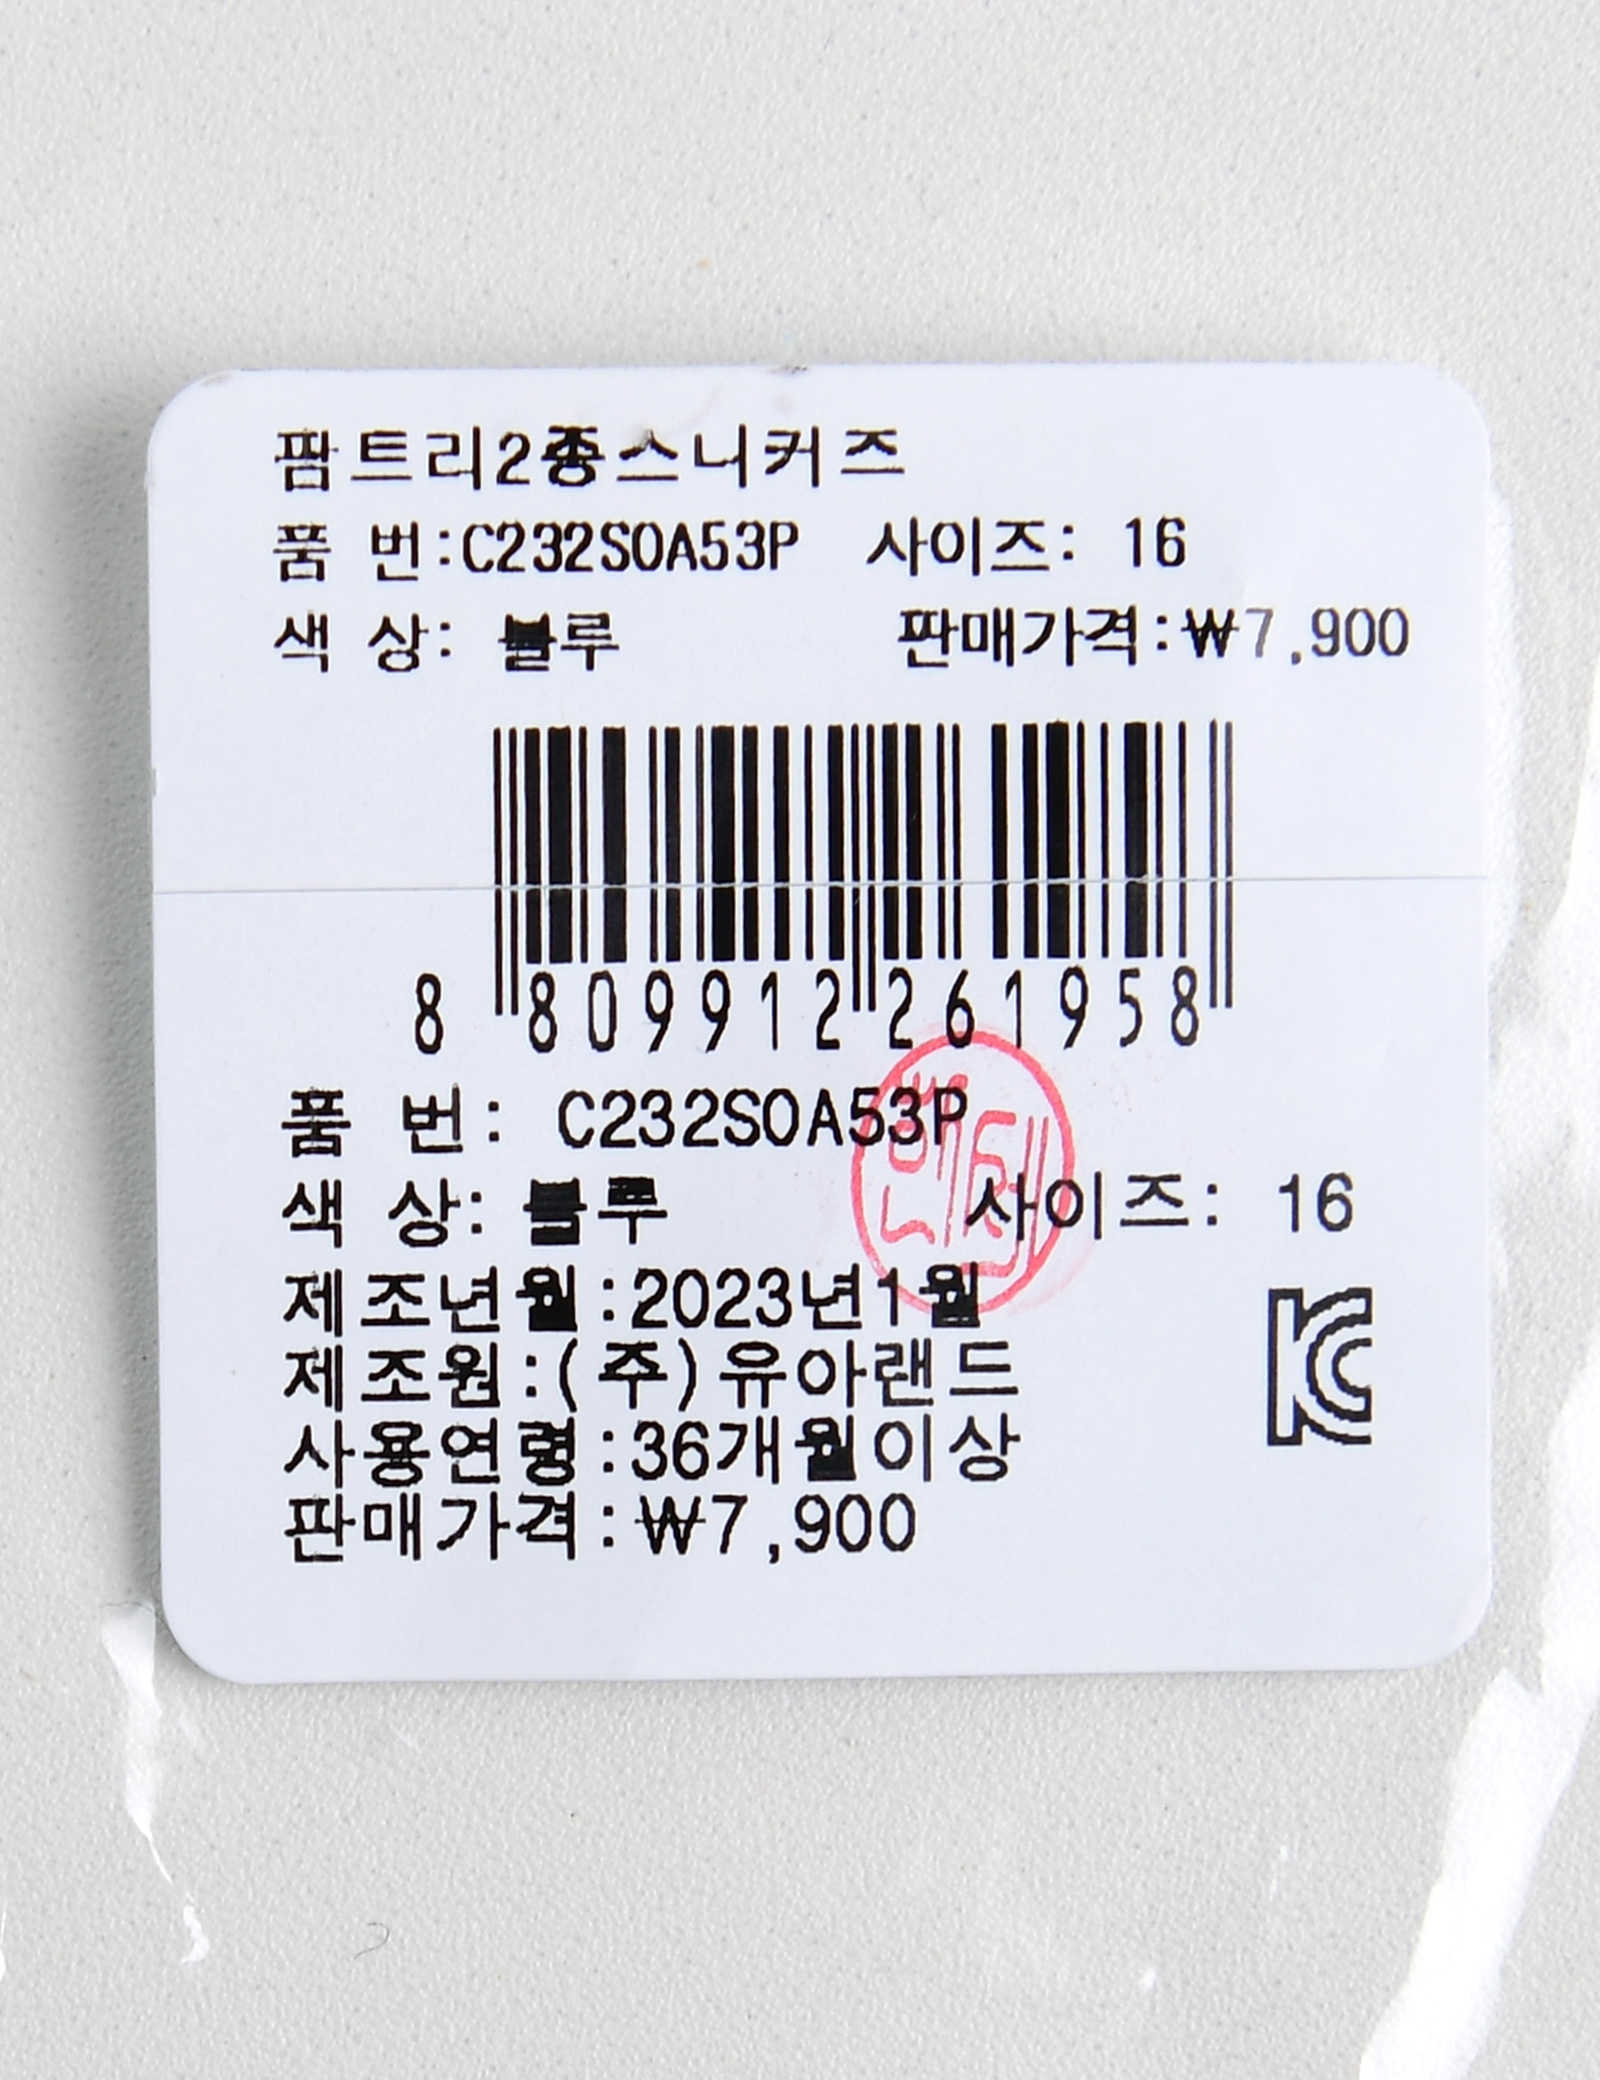 팜트리2종스니커즈
품 번:C232SOA53P 사이즈: 16
색 상: 블루 판매가격:₩7,900
8 809912 261958
품 번: C232SOA53P
색 상: 블루 사이즈: 16
제조년월:2023년1월
제조원:(주)유아랜드
사용연령:36개월이상
판매가격:₩7,900
KC